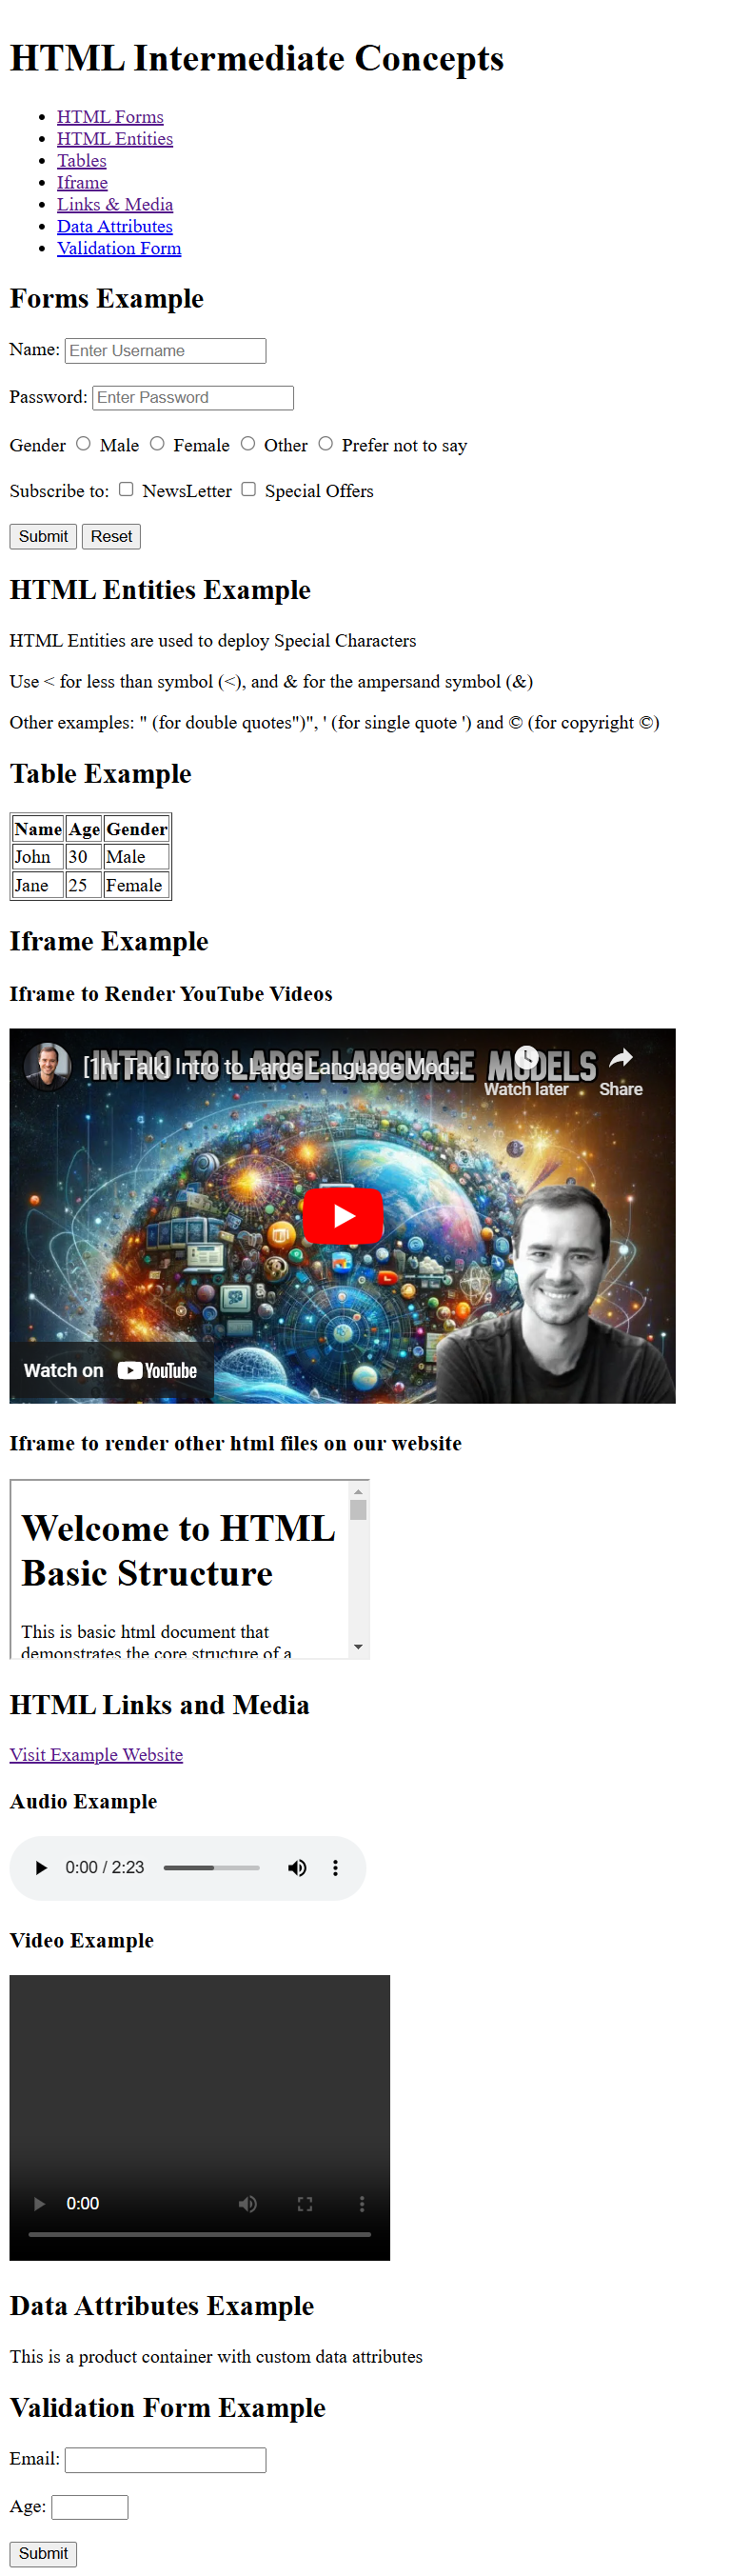 HTML Intermediate Concepts
HTML Forms
HTML Entities
Tables
Iframe
Links & Media
Data Attributes
Validation Form
Forms Example
Name: Enter Username
Password: Enter Password
Gender Male Female Other Prefer not to say
Subscribe to: NewsLetter Special Offers
Submit Reset
HTML Entities Example
HTML Entities are used to deploy Special Characters
Use < for less than symbol (<), and & for the ampersand symbol (&)
Other examples: " (for double quotes")", ' (for single quote ') and © (for copyright ©)
Table Example
Name Age Gender
John 30 Male
Jane 25 Female
Iframe Example
Iframe to Render YouTube Videos
INTRO TO LARGE LANGUAGE MODELS
[1hr Talk] Intro to Large Language Mod...
Watch later Share
Watch on YouTube
Iframe to render other html files on our website
Welcome to HTML
Basic Structure
This is basic html document that
demonstrates the core structure of a
HTML Links and Media
Visit Example Website
Audio Example
0:00 / 2:23
Video Example
0:00
Data Attributes Example
This is a product container with custom data attributes
Validation Form Example
Email:
Age:
Submit